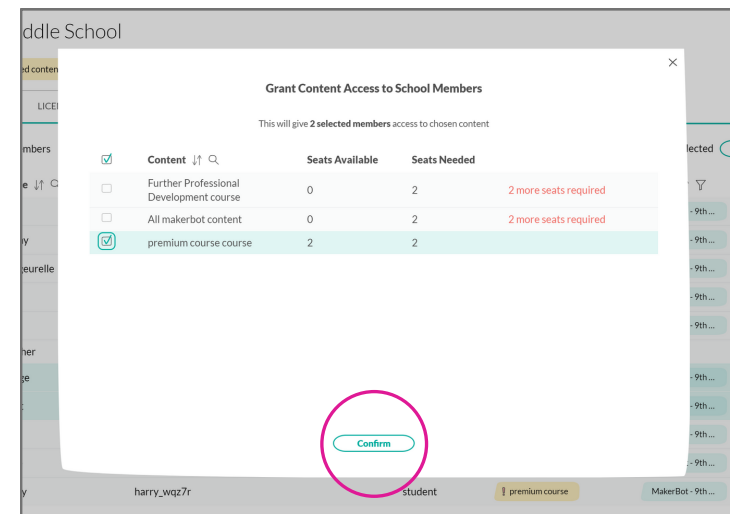 ddle School
ed conten
LICE
Grant Content Access to School Members
This will give 2 selected members access to chosen content
mbers
lected
Content Seats Available Seats Needed
Further Professional
Development course 0 2 2 more seats required
All makerbot content 0 2 2 more seats required
premium course course 2 2
e
- 9th ...
ay
- 9th ...
eurelle
- 9th ...
- 9th ...
- 9th ...
her
ge
- 9th ...
- 9th ...
- 9th ...
- 9th ...
Confirm
y harry_wqz7r student premium course MakerBot - 9th ...